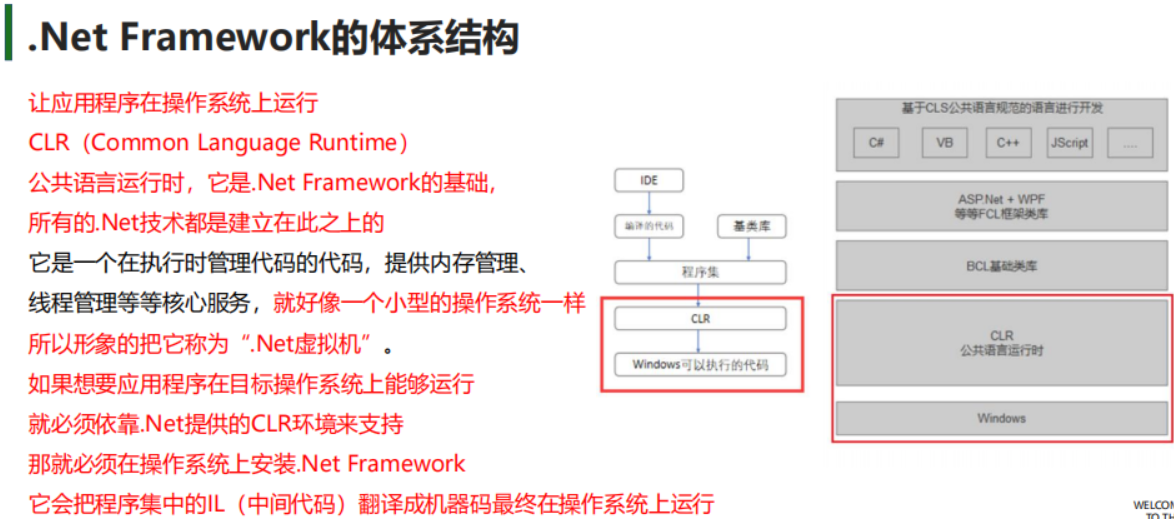 .Net Framework的体系结构
让应用程序在操作系统上运行
CLR（Common Language Runtime）
公共语言运行时，它是.Net Framework的基础，
所有的.Net技术都是建立在此之上的
它是一个在执行时管理代码的代码，提供内存管理、
线程管理等等核心服务，就好像一个小型的操作系统一样
所以形象的把它称为“.Net虚拟机”。
如果想要应用程序在目标操作系统上能够运行
就必须依靠.Net提供的CLR环境来支持
那就必须在操作系统上安装.Net Framework
它会把程序集中的IL（中间代码）翻译成机器码最终在操作系统上运行
IDE
编译的代码
基类库
程序集
CLR
Windows可以执行的代码
基于CLS公共语言规范的语言进行开发
C#
VB
C++
JScript
....
ASP.Net + WPF
等等FCL框架类库
BCL基础类库
CLR
公共语言运行时
Windows